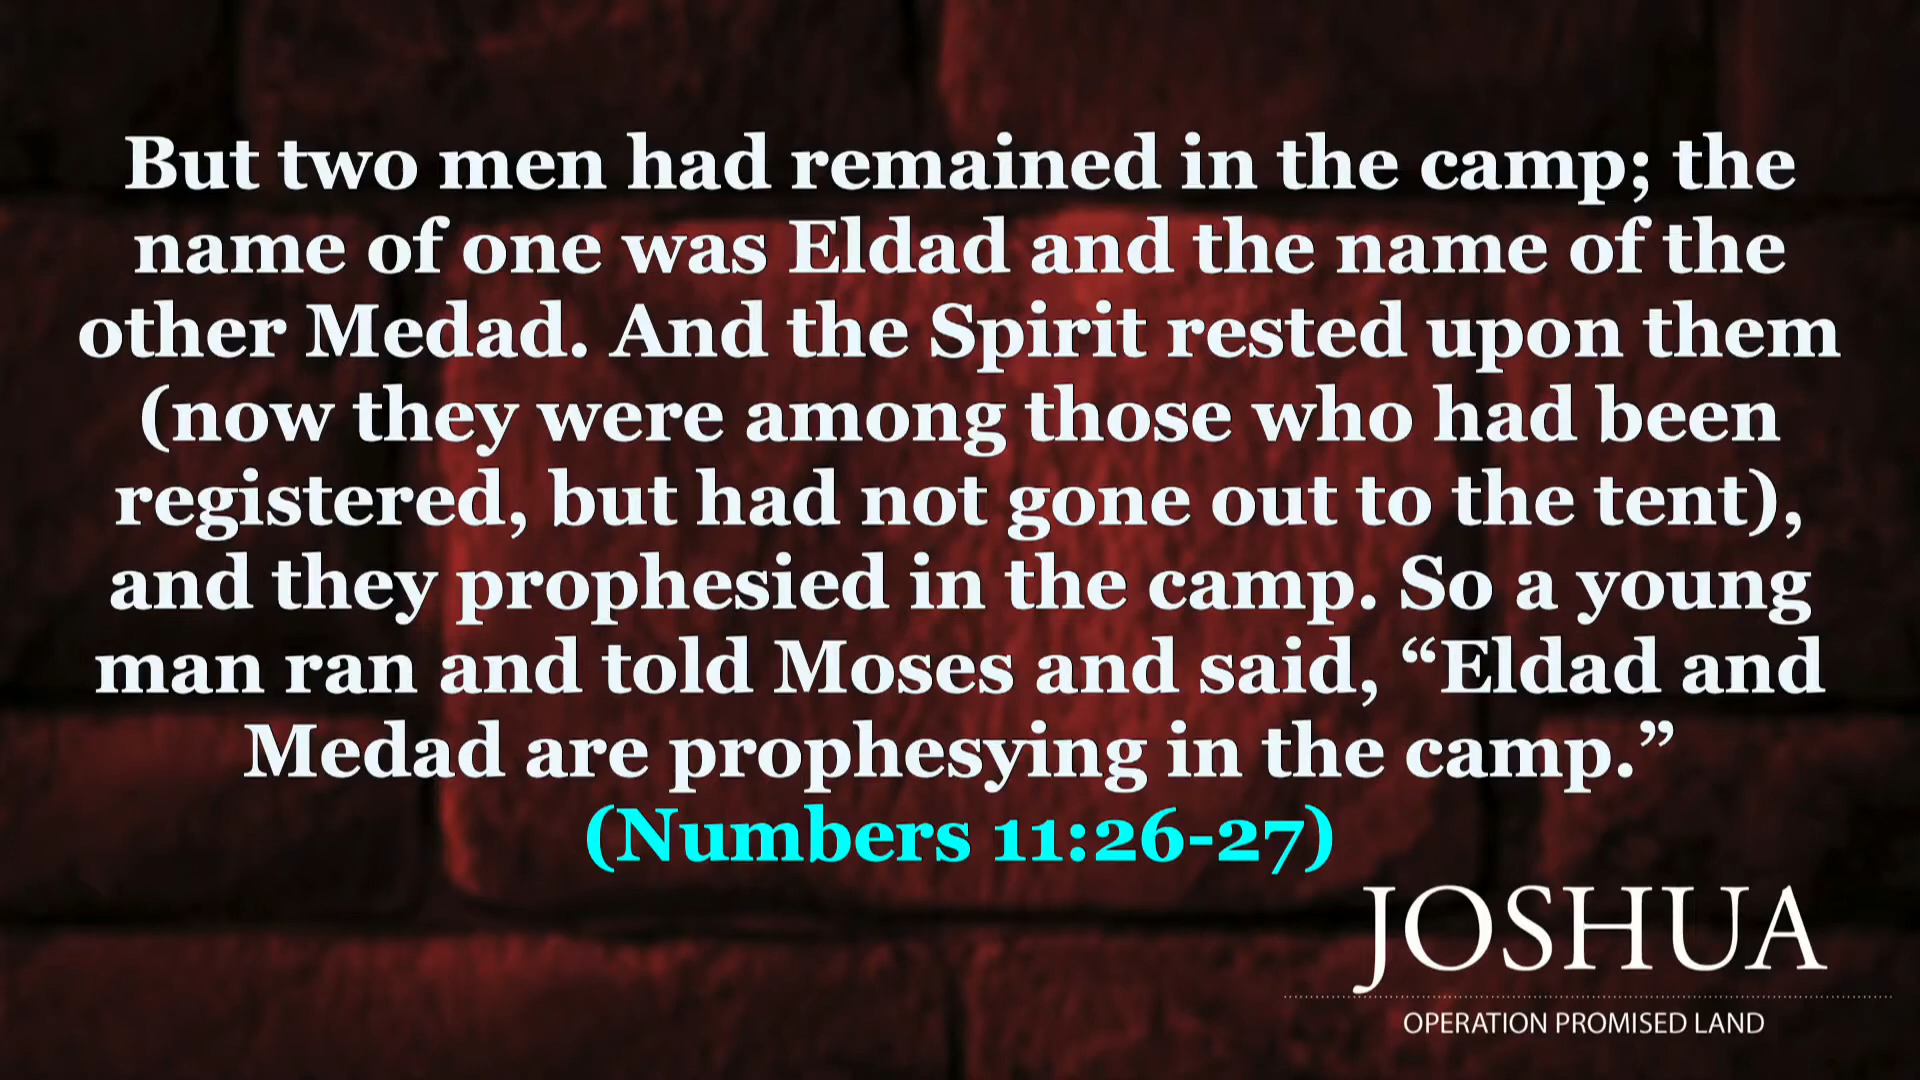 But two men had remained in the camp; the
name of one was Eldad and the name of the
other Medad. And the Spirit rested upon them
(now they were among those who had been
registered, but had not gone out to the tent),
and they prophesied in the camp. So a young
man ran and told Moses and said, “Eldad and
Medad are prophesying in the camp.”
(Numbers 11:26-27)
JOSHUA
OPERATION PROMISED LAND